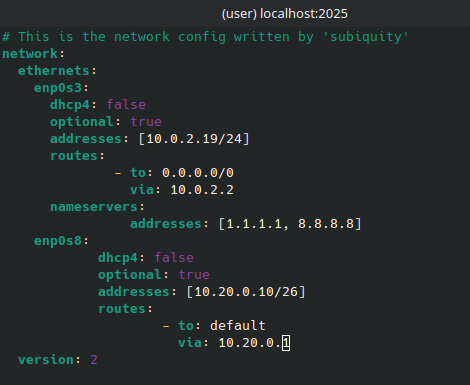 (user) localhost:2025
# This is the network config written by 'subiquity'
network:
  ethernets:
    enp0s3:
      dhcp4: false
      optional: true
      addresses: [10.0.2.19/24]
      routes:
              - to: 0.0.0.0/0
                via: 10.0.2.2
      nameservers:
                addresses: [1.1.1.1, 8.8.8.8]
    enp0s8:
            dhcp4: false
            optional: true
            addresses: [10.20.0.10/26]
            routes:
                    - to: default
                      via: 10.20.0.1
  version: 2